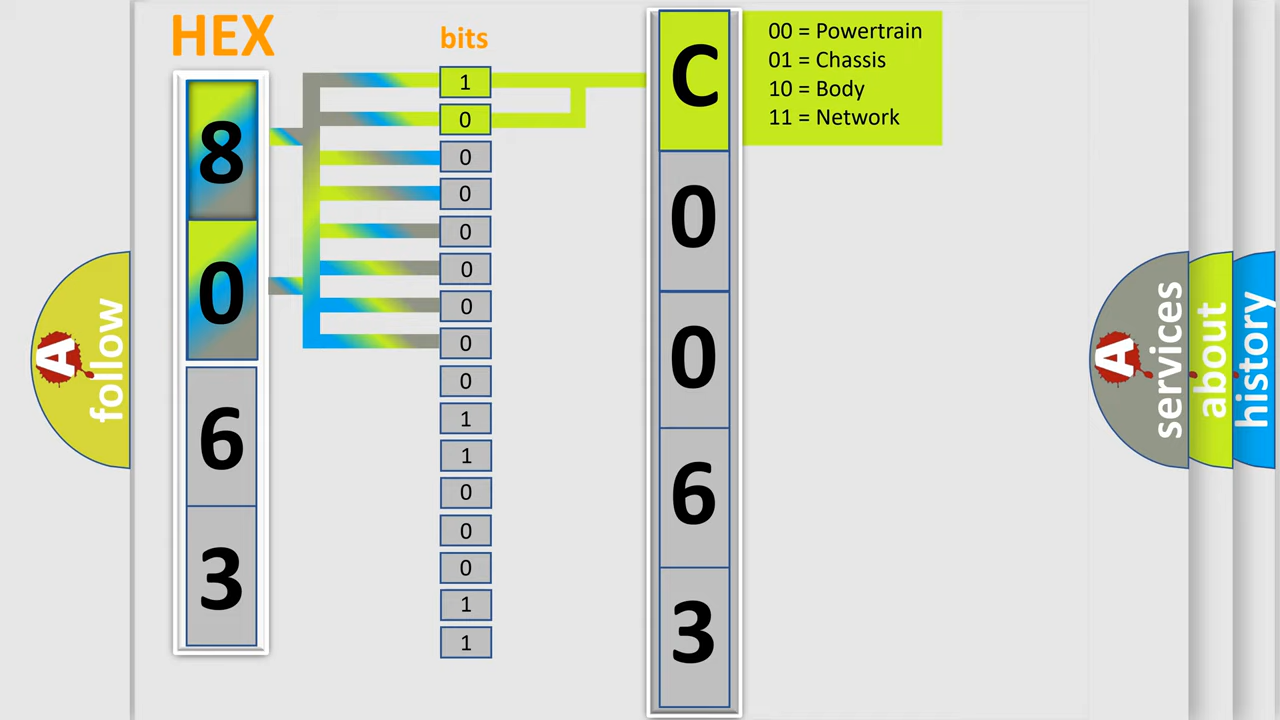 HEX
8
0
6
3
bits
1
0
0
0
0
0
0
0
0
1
1
0
0
0
1
1
C
0
0
6
3
00 = Powertrain
01 = Chassis
10 = Body
11 = Network
A
follow
A
services
about
history